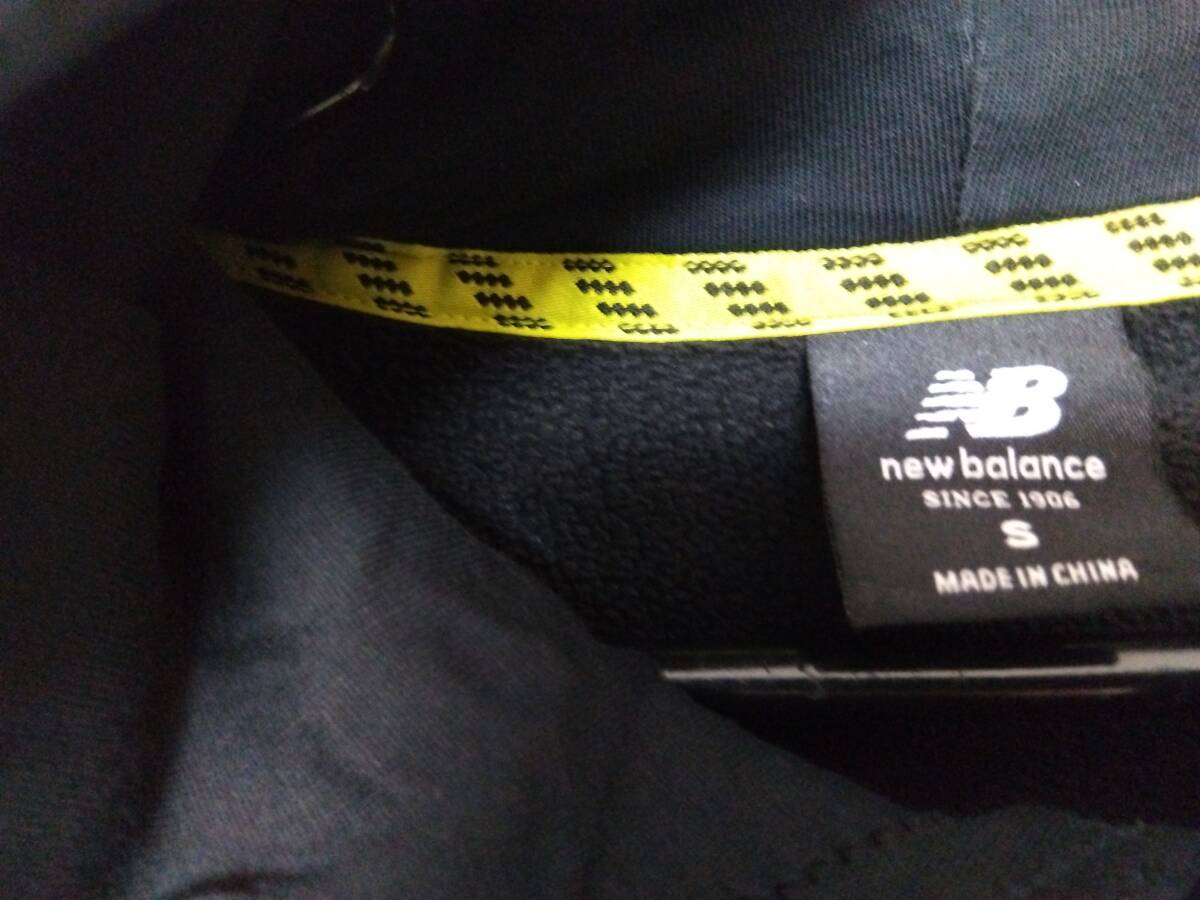 NB
new balance
SINCE 1906
S
MADE IN CHINA